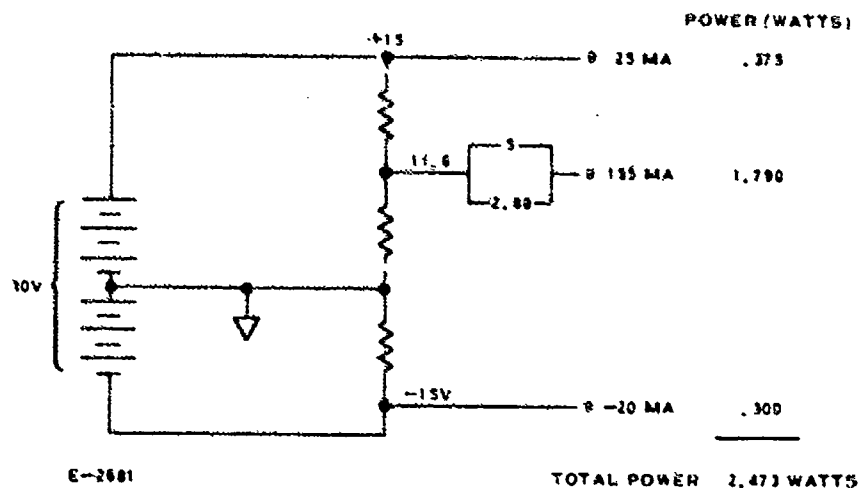 POWER (WATTS)
+15
@ 25 MA .375
11.6
5
@ 155 MA 1.790
2.80
30V
-15V
@ -20 MA .300
E-2681
TOTAL POWER 2.473 WATTS